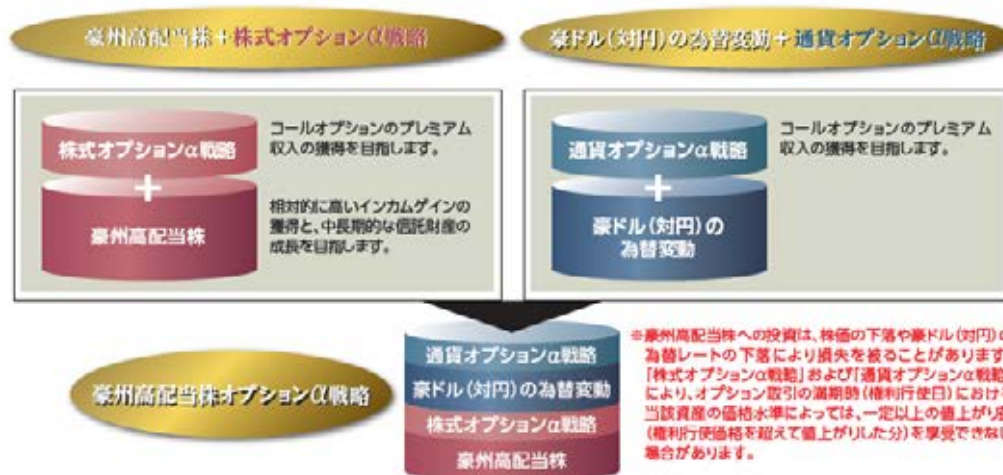 豪州高配当株+株式オプションα戦略
豪ドル(対円)の為替変動+通貨オプションα戦略
株式オプションα戦略
+
豪州高配当株
コールオプションのプレミアム
収入の獲得を目指します。
相対的に高いインカムゲインの
獲得と、中長期的な信託財産の
成長を目指します。
通貨オプションα戦略
+
豪ドル(対円)の
為替変動
コールオプションのプレミアム
収入の獲得を目指します。
豪州高配当株オプションα戦略
通貨オプションα戦略
豪ドル(対円)の為替変動
株式オプションα戦略
豪州高配当株
※豪州高配当株への投資は、株価の下落や豪ドル(対円)の
為替レートの下落により損失を被ることがあります
「株式オプションα戦略」および「通貨オプションα戦略
により、オプション取引の満期時(権利行使日)における
当該資産の価格水準によっては、一定以上の値上がり益
(権利行使価格を超えて値上がりした分)を享受できない
場合があります。